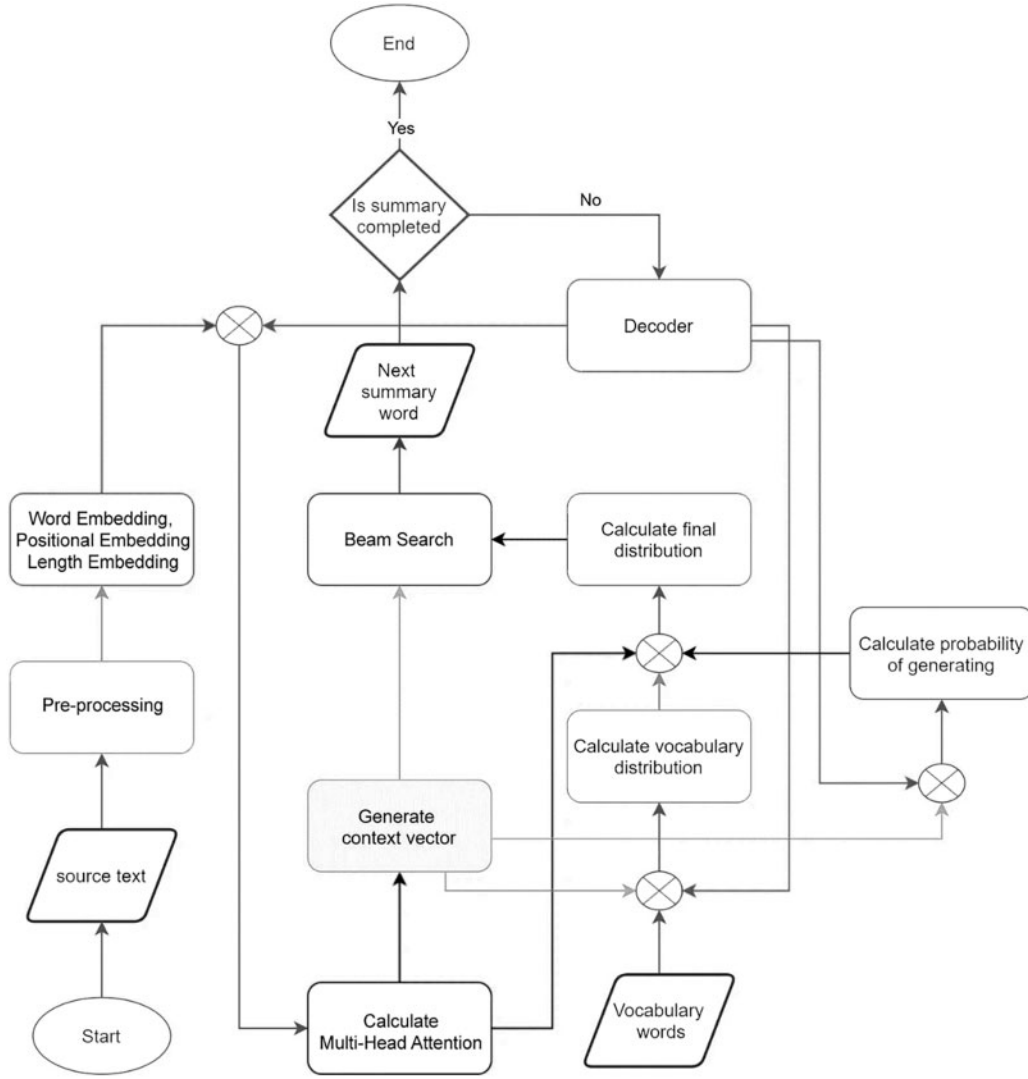 End
Yes
Is summary
completed
No
Decoder
Next
summary
word
Word Embedding,
Positional Embedding
Length Embedding
Beam Search
Calculate final
distribution
Calculate probability
of generating
Pre-processing
Calculate vocabulary
distribution
Generate
context vector
source text
Start
Calculate
Multi-Head Attention
Vocabulary
words